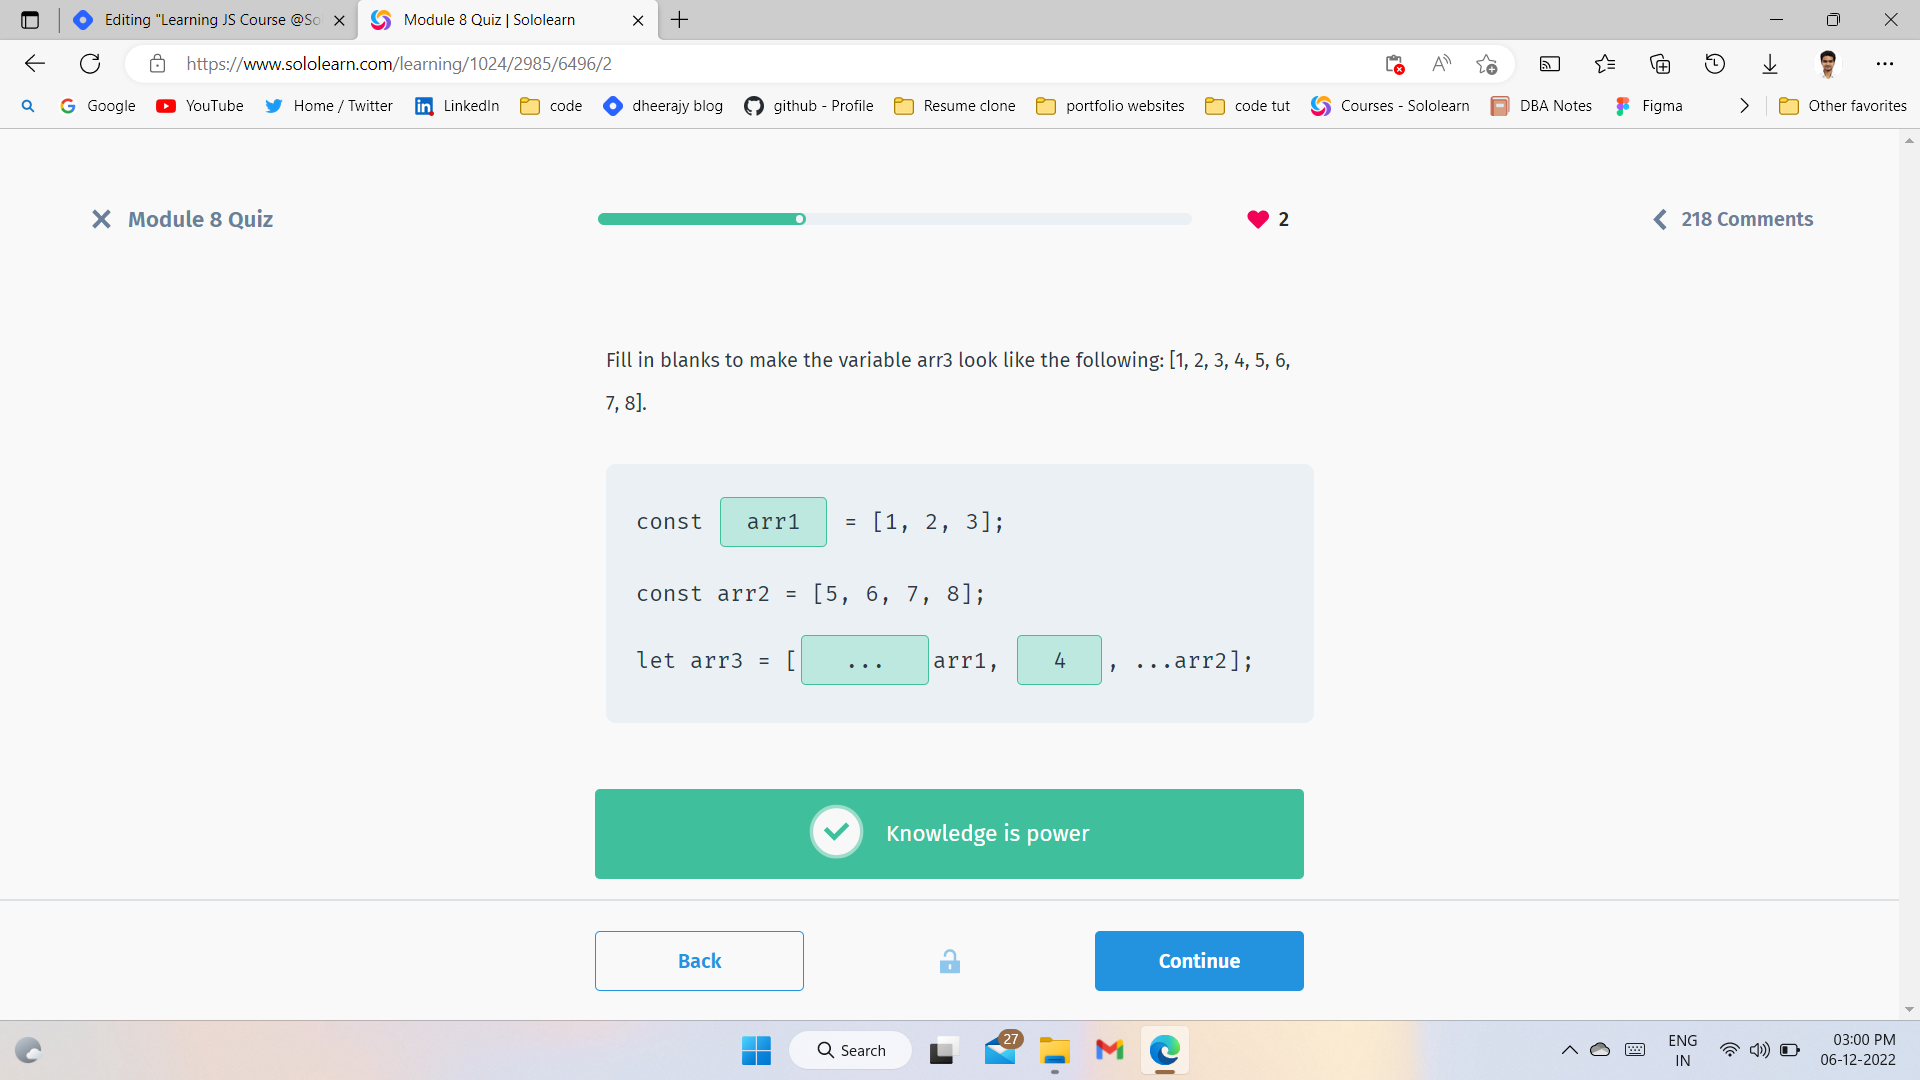 Editing "Learning JS Course @So
Module 8 Quiz | Sololearn
https://www.sololearn.com/learning/1024/2985/6496/2
Google
YouTube
Home / Twitter
LinkedIn
code
dheerajy blog
github - Profile
Resume clone
portfolio websites
code tut
Courses - Sololearn
DBA Notes
Figma
Other favorites
Module 8 Quiz
2
218 Comments
Fill in blanks to make the variable arr3 look like the following: [1, 2, 3, 4, 5, 6,
7, 8].
const arr1 = [1, 2, 3];
const arr2 = [5, 6, 7, 8];
let arr3 = [ ... arr1, 4 , ...arr2];
Knowledge is power
Back
Continue
Search
27
ENG
IN
03:00 PM
06-12-2022